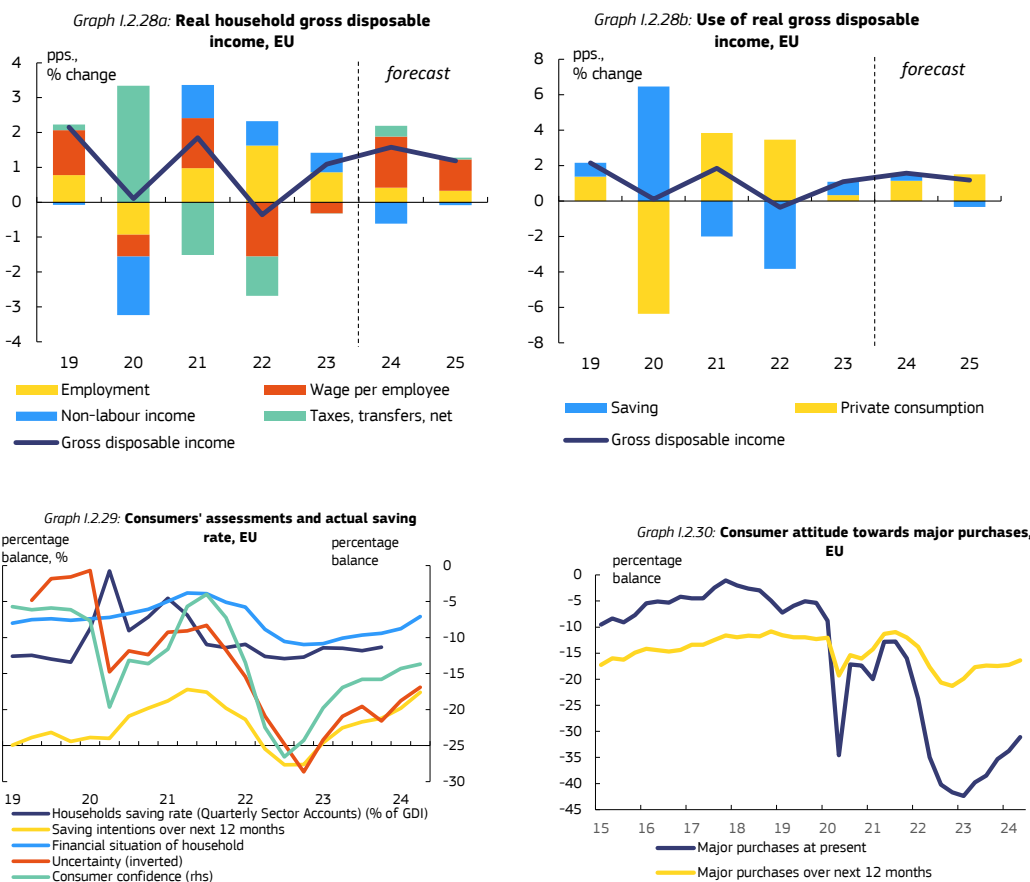 Graph I.2.28a: Real household gross disposable
income, EU
pps.,
% change
forecast
4
3
2
1
0
-1
-2
-3
-4
19 20 21 22 23 24 25
Employment
Wage per employee
Non-labour income
Taxes, transfers, net
Gross disposable income
Graph I.2.28b: Use of real gross disposable
income, EU
pps.,
% change
forecast
8
6
4
2
0
-2
-4
-6
-8
19 20 21 22 23 24 25
Saving
Private consumption
Gross disposable income
Graph I.2.29: Consumers' assessments and actual saving
rate, EU
percentage
balance, %
percentage
balance
0
-5
-10
-15
-20
-25
-30
19 20 21 22 23 24
Households saving rate (Quarterly Sector Accounts) (% of GDI)
Saving intentions over next 12 months
Financial situation of household
Uncertainty (inverted)
Consumer confidence (rhs)
Graph I.2.30: Consumer attitude towards major purchases,
EU
percentage
balance
0
-5
-10
-15
-20
-25
-30
-35
-40
-45
15 16 17 18 19 20 21 22 23 24
Major purchases at present
Major purchases over next 12 months